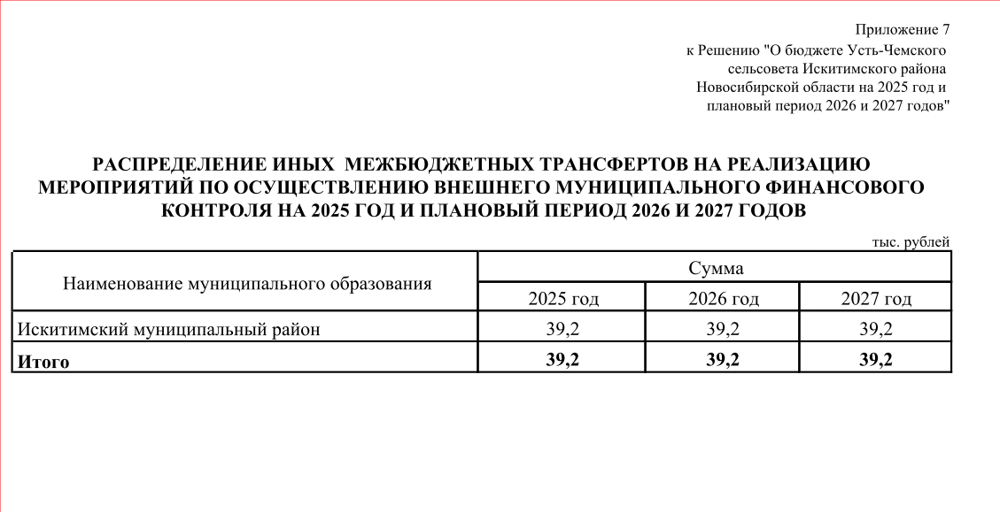 Приложение 7
к Решению "О бюджете Усть-Чемского
сельсовета Искитимского района
Новосибирской области на 2025 год и
плановый период 2026 и 2027 годов"
РАСПРЕДЕЛЕНИЕ ИНЫХ  МЕЖБЮДЖЕТНЫХ ТРАНСФЕРТОВ НА РЕАЛИЗАЦИЮ
МЕРОПРИЯТИЙ ПО ОСУЩЕСТВЛЕНИЮ ВНЕШНЕГО МУНИЦИПАЛЬНОГО ФИНАНСОВОГО
КОНТРОЛЯ НА 2025 ГОД И ПЛАНОВЫЙ ПЕРИОД 2026 И 2027 ГОДОВ
тыс. рублей
Наименование муниципального образования
Сумма
2025 год 2026 год 2027 год
Искитимский муниципальный район 39,2 39,2 39,2
Итого 39,2 39,2 39,2